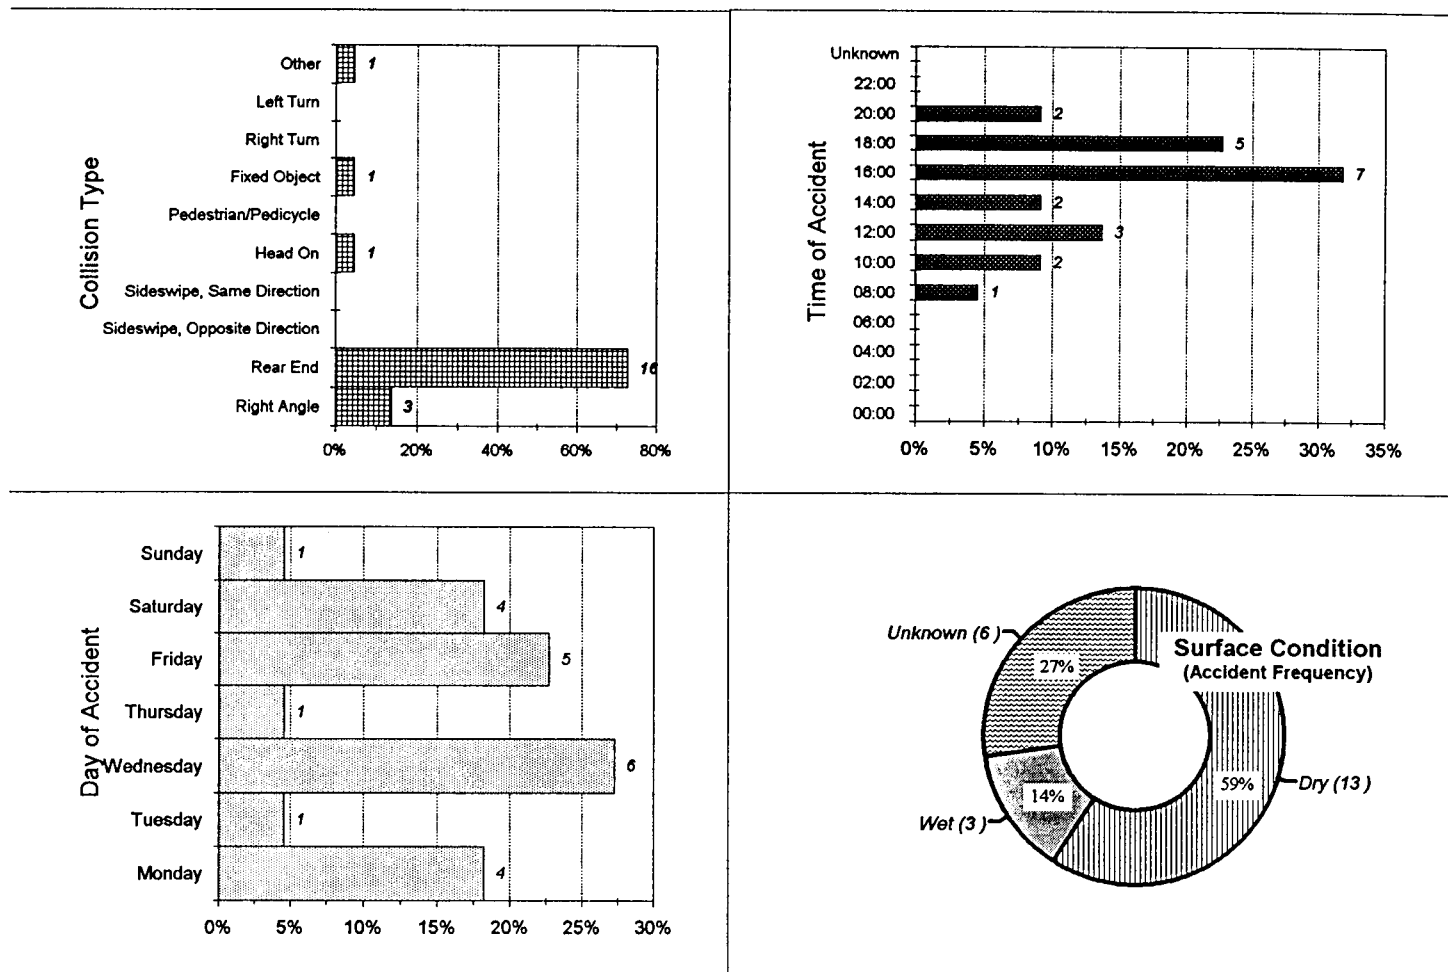 Collision Type
Other 1
Left Turn
Right Turn
Fixed Object 1
Pedestrian/Pedicycle
Head On 1
Sideswipe, Same Direction
Sideswipe, Opposite Direction
Rear End 16
Right Angle 3
0% 20% 40% 60% 80%
Time of Accident
Unknown
22:00
20:00 2
18:00 5
16:00 7
14:00 2
12:00 3
10:00 2
08:00 1
06:00
04:00
02:00
00:00
0% 5% 10% 15% 20% 25% 30% 35%
Day of Accident
Sunday 1
Saturday 4
Friday 5
Thursday 1
Wednesday 6
Tuesday 1
Monday 4
0% 5% 10% 15% 20% 25% 30%
Surface Condition
(Accident Frequency)
Unknown (6 )
27%
59%
Dry (13 )
14%
Wet (3 )